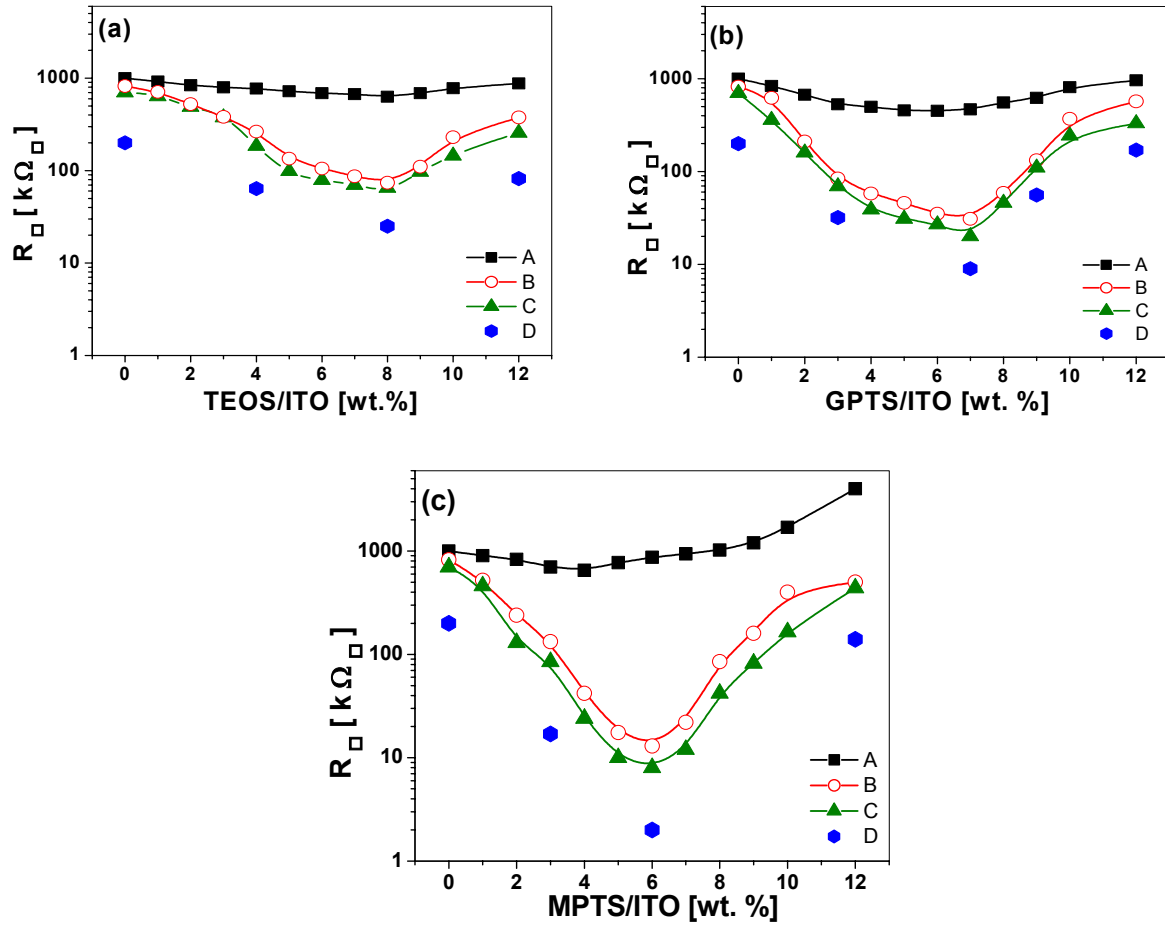 (a)
1000
100
10
1
R□ [ kΩ□ ]
A
B
C
D
0 2 4 6 8 10 12
TEOS/ITO [wt.%]
(b)
1000
100
10
1
R□ [ kΩ□ ]
A
B
C
D
0 2 4 6 8 10 12
GPTS/ITO [wt. %]
(c)
1000
100
10
1
R□ [ kΩ□ ]
A
B
C
D
0 2 4 6 8 10 12
MPTS/ITO [wt. %]